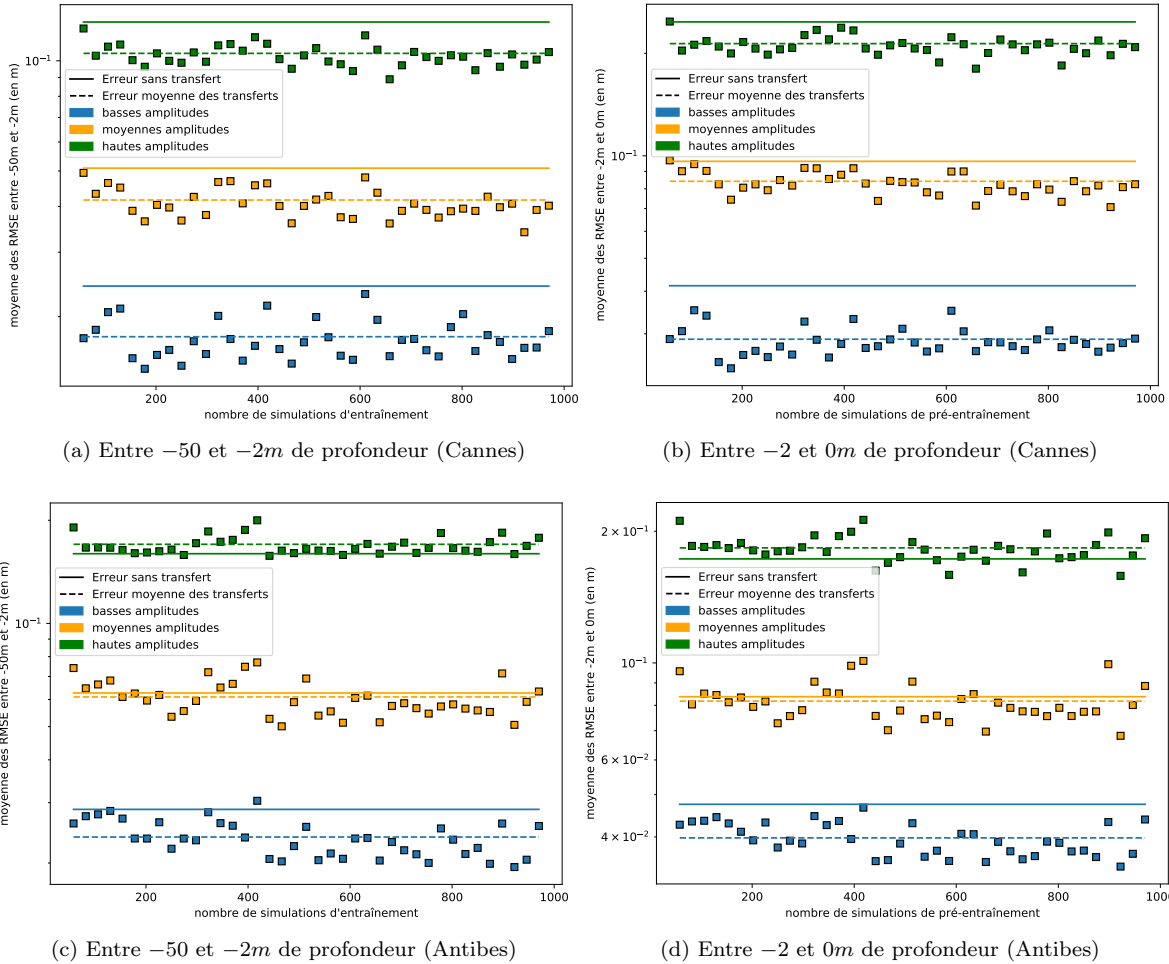 10⁻¹
moyenne des RMSE entre -50m et -2m (en m)
Erreur sans transfert
Erreur moyenne des transferts
basses amplitudes
moyennes amplitudes
hautes amplitudes
200 400 600 800 1000
nombre de simulations d'entraînement
(a) Entre −50 et −2m de profondeur (Cannes)
10⁻¹
moyenne des RMSE entre -2m et 0m (en m)
Erreur sans transfert
Erreur moyenne des transferts
basses amplitudes
moyennes amplitudes
hautes amplitudes
200 400 600 800 1000
nombre de simulations de pré-entraînement
(b) Entre −2 et 0m de profondeur (Cannes)
10⁻¹
moyenne des RMSE entre -50m et -2m (en m)
Erreur sans transfert
Erreur moyenne des transferts
basses amplitudes
moyennes amplitudes
hautes amplitudes
200 400 600 800 1000
nombre de simulations d'entraînement
(c) Entre −50 et −2m de profondeur (Antibes)
2 × 10⁻¹
10⁻¹
6 × 10⁻²
4 × 10⁻²
moyenne des RMSE entre -2m et 0m (en m)
Erreur sans transfert
Erreur moyenne des transferts
basses amplitudes
moyennes amplitudes
hautes amplitudes
200 400 600 800 1000
nombre de simulations de pré-entraînement
(d) Entre −2 et 0m de profondeur (Antibes)